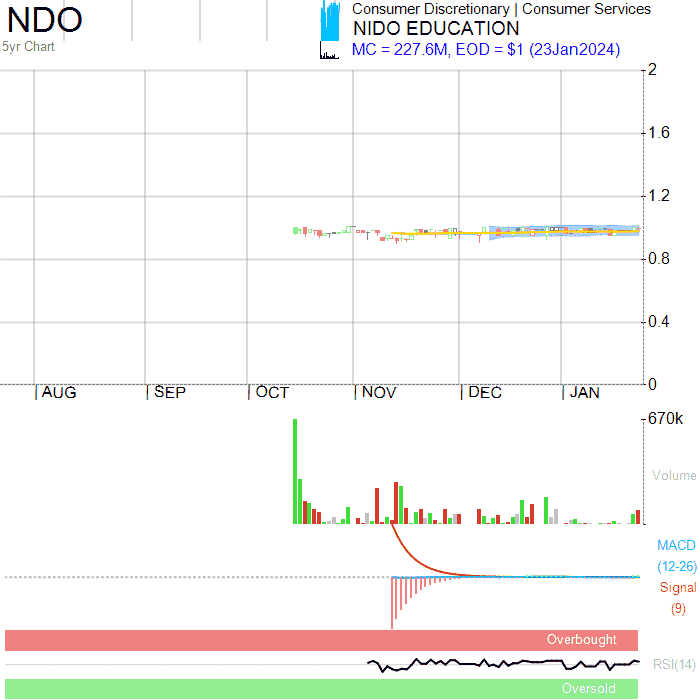 NDO
5yr Chart
Consumer Discretionary | Consumer Services
NIDO EDUCATION
MC = 227.6M, EOD = $1 (23Jan2024)
2
1.6
1.2
0.8
0.4
0
AUG SEP OCT NOV DEC JAN
670k
Volume
MACD
(12-26)
Signal
(9)
Overbought
RSI(14)
Oversold